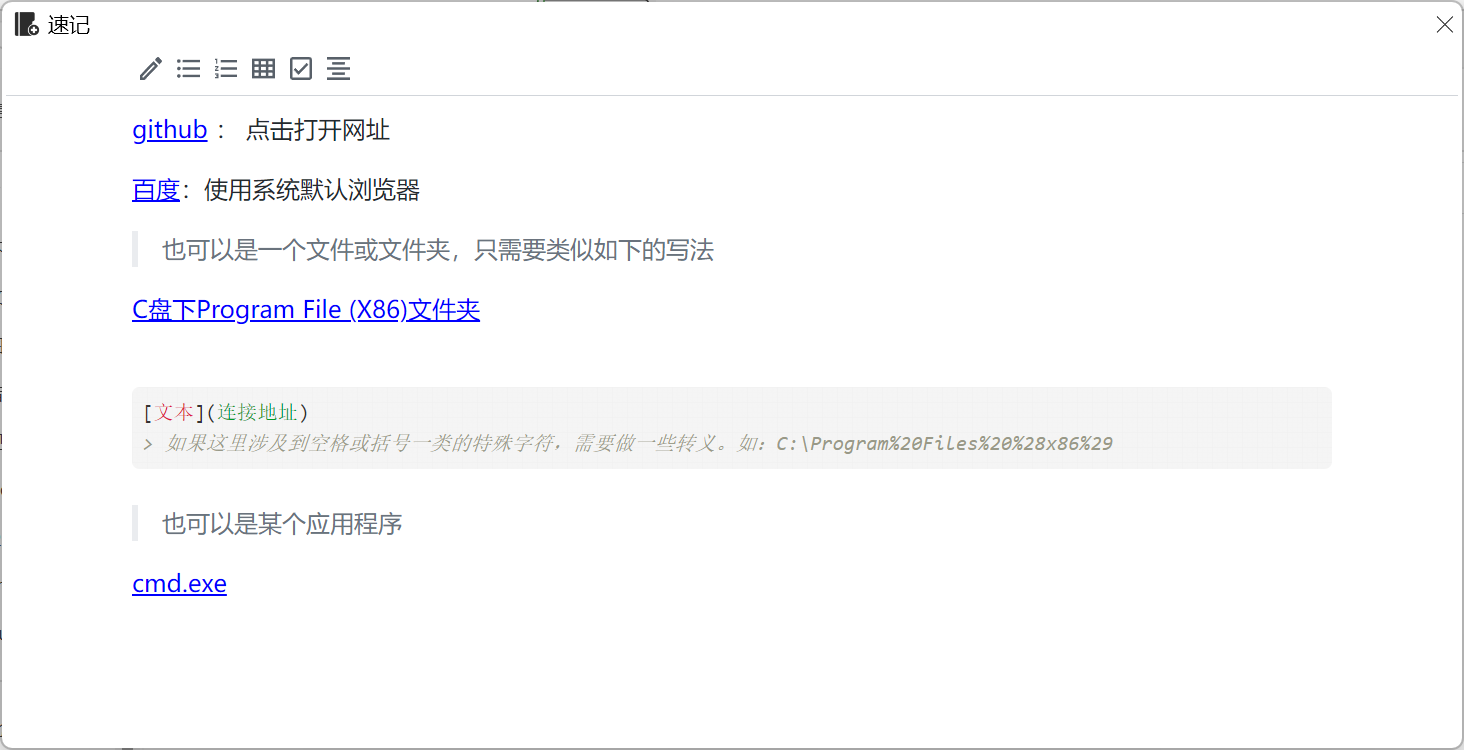 速记
github： 点击打开网址
百度：使用系统默认浏览器
也可以是一个文件或文件夹，只需要类似如下的写法
C盘下Program File (X86)文件夹
[文本](连接地址)
> 如果这里涉及到空格或括号一类的特殊字符，需要做一些转义。如：C:\Program%20Files%20%28x86%29
也可以是某个应用程序
cmd.exe